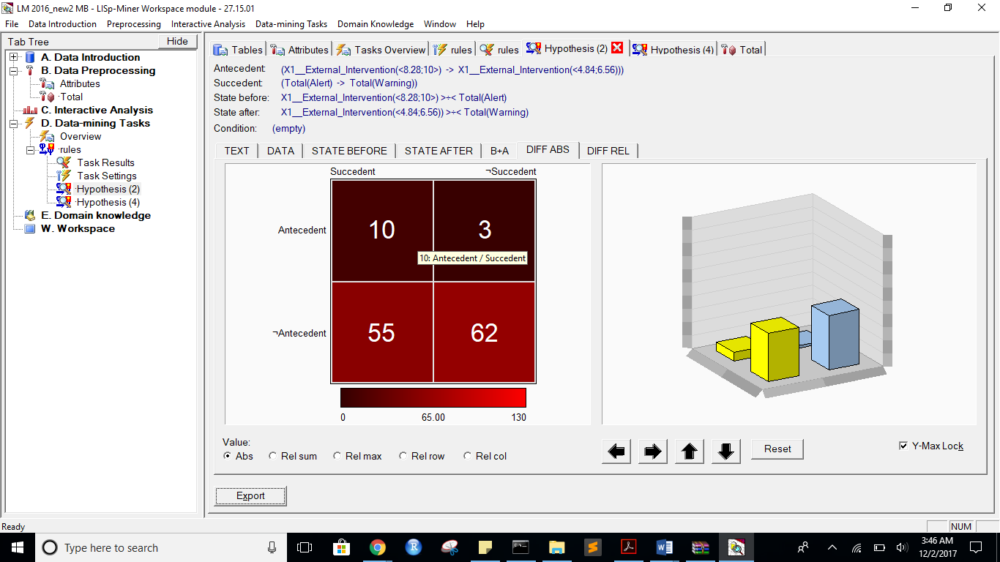 LM 2016_new2 MB - LISp-Miner Workspace module - 27.15.01
File Data Introduction Preprocessing Interactive Analysis Data-mining Tasks Domain Knowledge Window Help
Tab Tree Hide
A. Data Introduction
B. Data Preprocessing
Attributes
Total
C. Interactive Analysis
D. Data-mining Tasks
Overview
rules
Task Results
Task Settings
Hypothesis (2)
Hypothesis (4)
E. Domain knowledge
W. Workspace
Tables Attributes Tasks Overview rules rules Hypothesis (2) Hypothesis (4) Total
Antecedent: (X1__External_Intervention(<8.28;10>) -> X1__External_Intervention(<4.84;6.56)))
Succedent: (Total(Alert) -> Total(Warning))
State before: X1__External_Intervention(<8.28;10>) >÷< Total(Alert)
State after: X1__External_Intervention(<4.84;6.56)) >÷< Total(Warning)
Condition: (empty)
TEXT DATA STATE BEFORE STATE AFTER B+A DIFF ABS DIFF REL
Succedent ¬Succedent
Antecedent 10 3
10: Antecedent / Succedent
¬Antecedent 55 62
0 65.00 130
Value:
Abs Rel sum Rel max Rel row Rel col
Reset
Y-Max Lock
Export
Ready
NUM
Type here to search
3:46 AM
12/2/2017